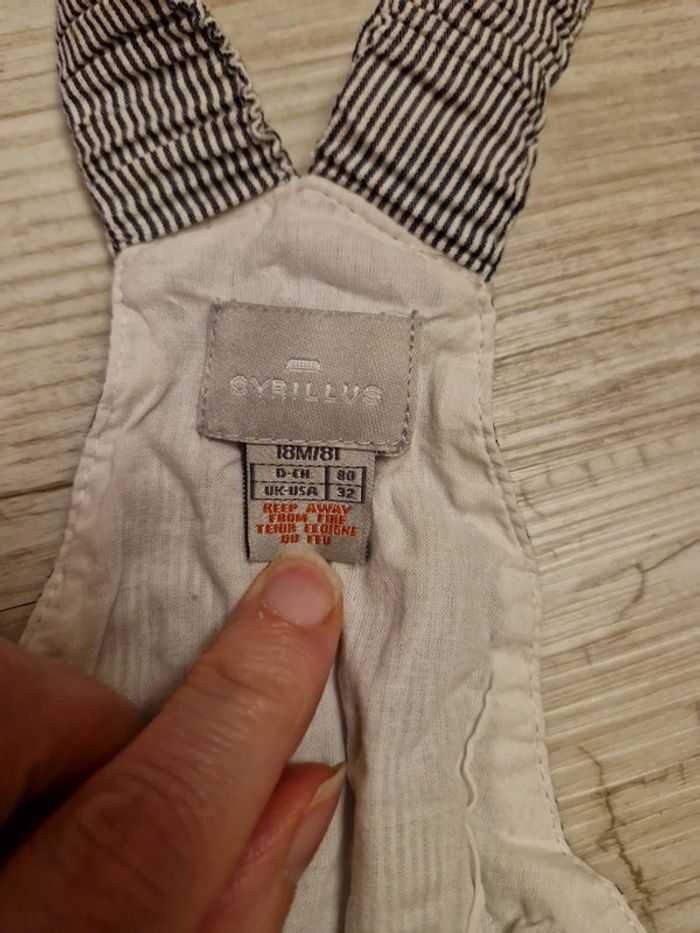 CYRILLUS
18M/81
D-CH 80
UK-USA 32
KEEP AWAY
FROM FIRE
TENIR ELOIGNE
DU FEU